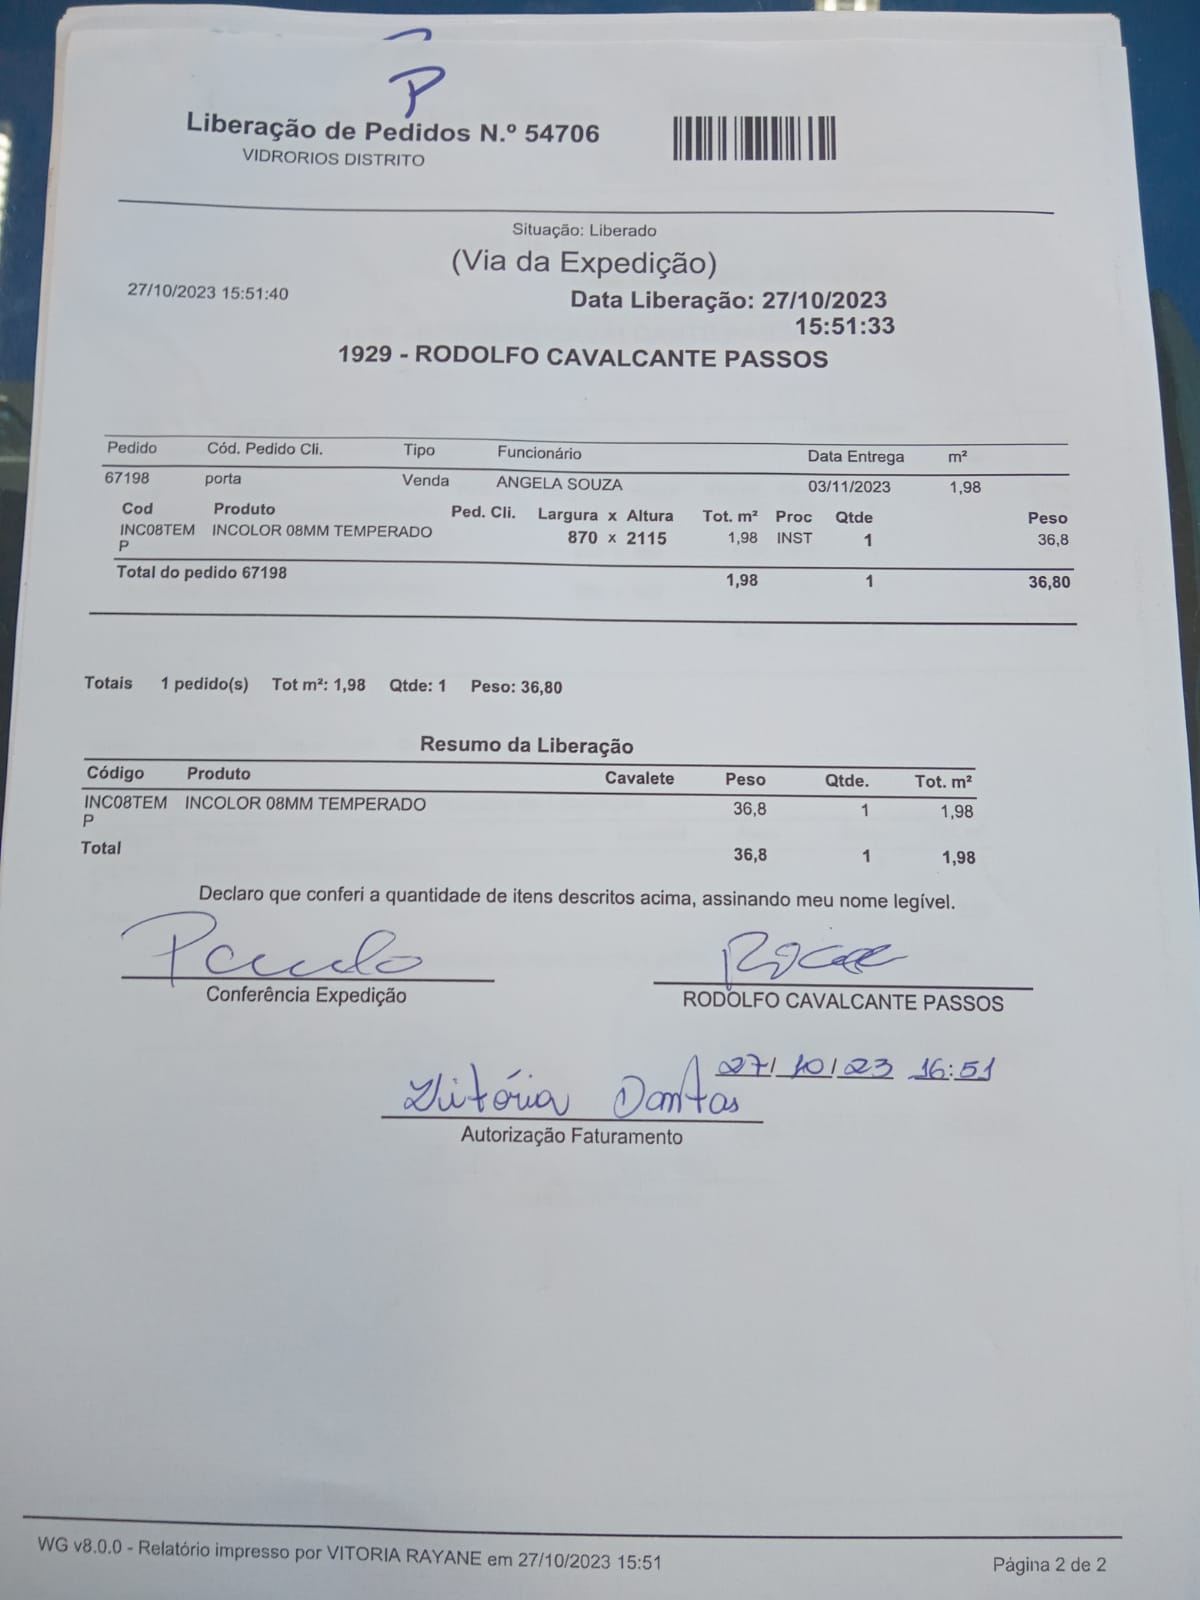 P
Liberação de Pedidos N.º 54706
VIDRORIOS DISTRITO
Situação: Liberado
(Via da Expedição)
27/10/2023 15:51:40
Data Liberação: 27/10/2023
15:51:33
1929 - RODOLFO CAVALCANTE PASSOS
Pedido Cód. Pedido Cli. Tipo Funcionário Data Entrega m²
67198 porta Venda ANGELA SOUZA 03/11/2023 1,98
Cod Produto Ped. Cli. Largura x Altura Tot. m² Proc Qtde Peso
INC08TEM INCOLOR 08MM TEMPERADO 870 x 2115 1,98 INST 1 36,8
P
Total do pedido 67198 1,98 1 36,80
Totais 1 pedido(s) Tot m²: 1,98 Qtde: 1 Peso: 36,80
Resumo da Liberação
Código Produto Cavalete Peso Qtde. Tot. m²
INC08TEM INCOLOR 08MM TEMPERADO 36,8 1 1,98
P
Total 36,8 1 1,98
Declaro que conferi a quantidade de itens descritos acima, assinando meu nome legível.
Conferência Expedição
RODOLFO CAVALCANTE PASSOS
27/10/23 16:51
Vitória Dantas
Autorização Faturamento
WG v8.0.0 - Relatório impresso por VITORIA RAYANE em 27/10/2023 15:51
Página 2 de 2